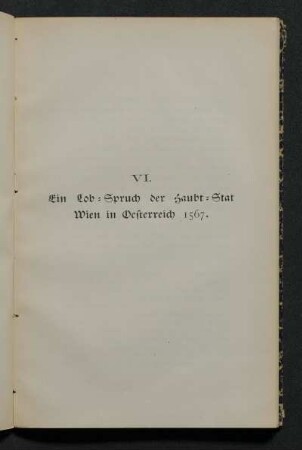 VI.
Ein Lob-Spruch der Haubt-Stat
Wien in Oesterreich 1567.